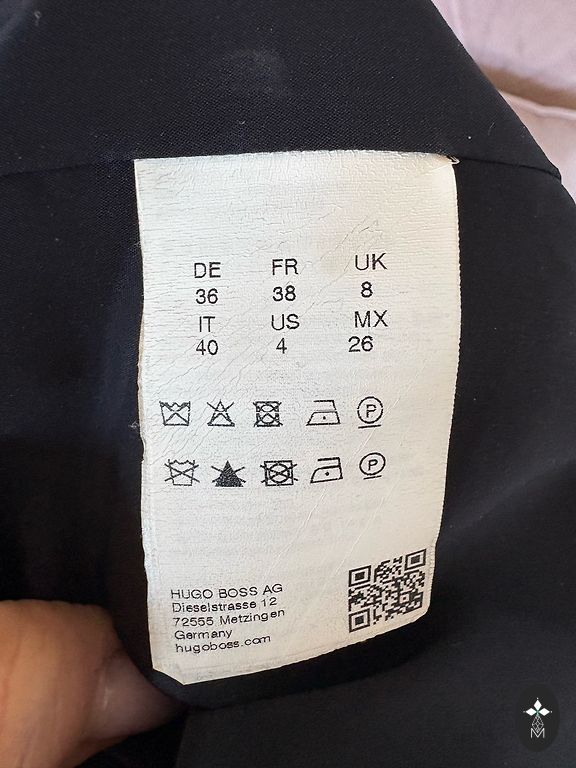 DE FR UK
36 38 8
IT US MX
40 4 26
P
P
HUGO BOSS AG
Dieselstrasse 12
72555 Metzingen
Germany
hugoboss.com
M